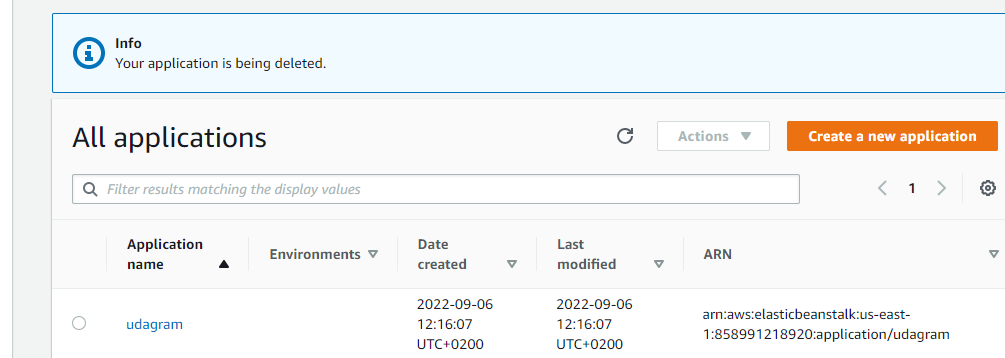 Info
Your application is being deleted.
All applications
Actions
Create a new application
Filter results matching the display values
1
Application name
Environments
Date created
Last modified
ARN
udagram
2022-09-06
12:16:07
UTC+0200
2022-09-06
12:16:07
UTC+0200
arn:aws:elasticbeanstalk:us-east-
1:858991218920:application/udagram